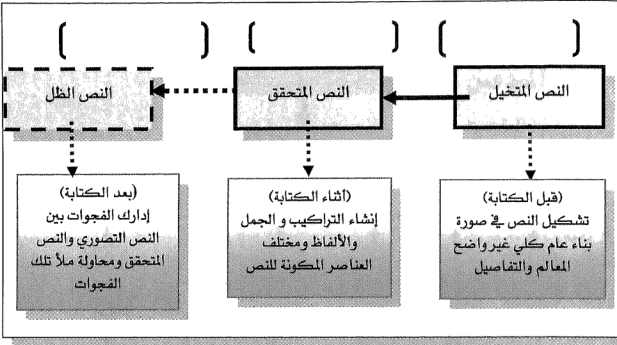 النص المتخيل
النص المتحقق
النص الظل
(قبل الكتابة)
تشكيل النص في صورة
بناء عام كلي غير واضح
المعالم والتفاصيل
(أثناء الكتابة)
إنشاء التراكيب و الجمل
والألفاظ ومختلف
العناصر المكونة للنص
(بعد الكتابة)
إدارك الفجوات بين
النص التصوري والنص
المتحقق ومحاولة ملأ تلك
الفجوات